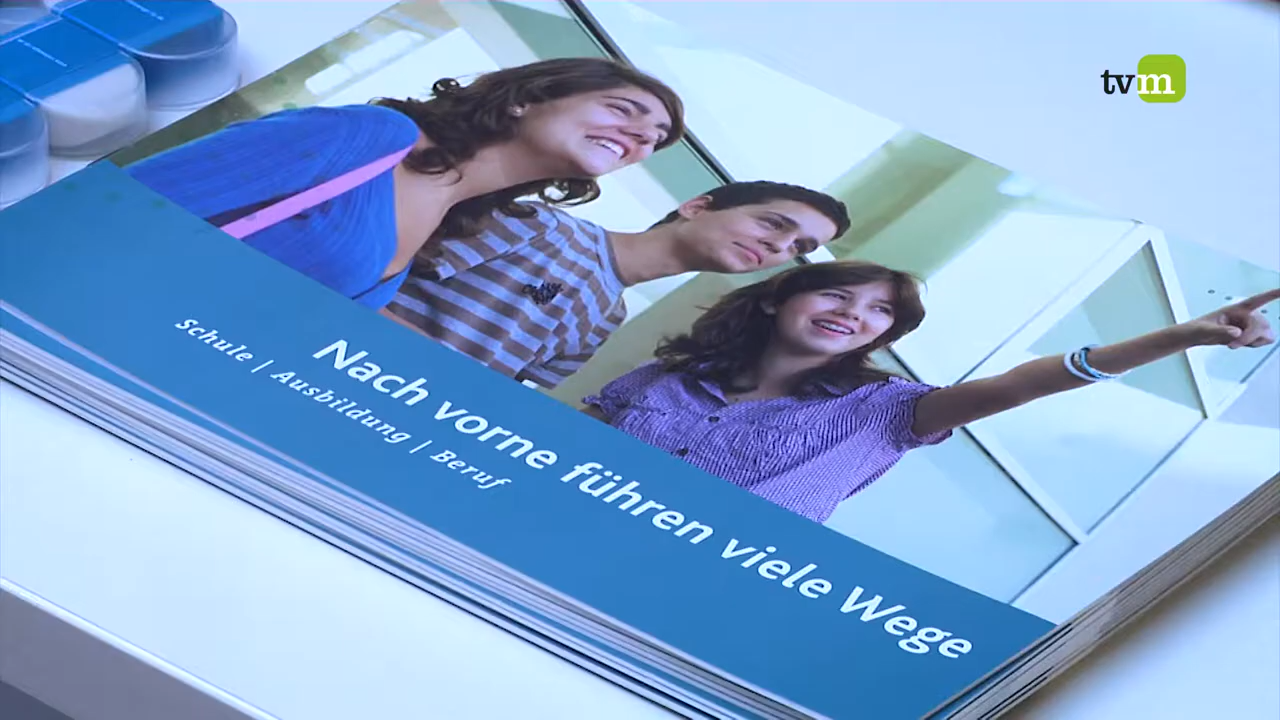 tvm
Nach vorne führen viele Wege
Schule | Ausbildung | Beruf